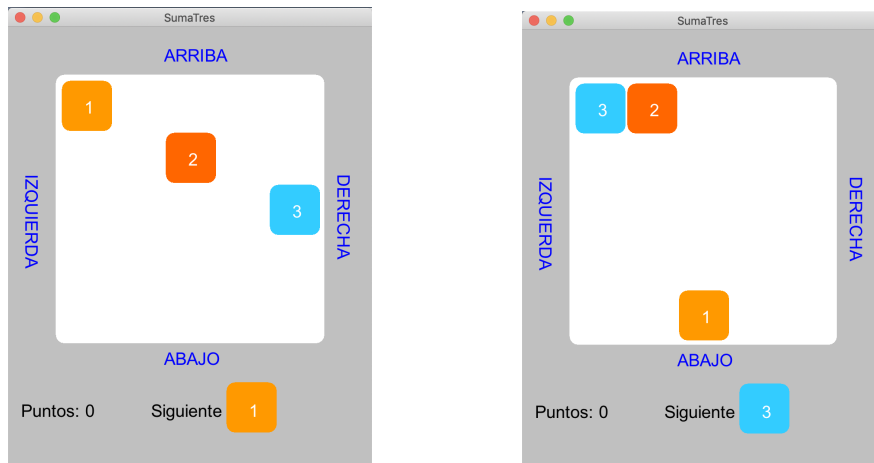 SumaTres
ARRIBA
1
2
3
IZQUIERDA
DERECHA
ABAJO
Puntos: 0
Siguiente
1
SumaTres
ARRIBA
3
2
IZQUIERDA
DERECHA
1
ABAJO
Puntos: 0
Siguiente
3